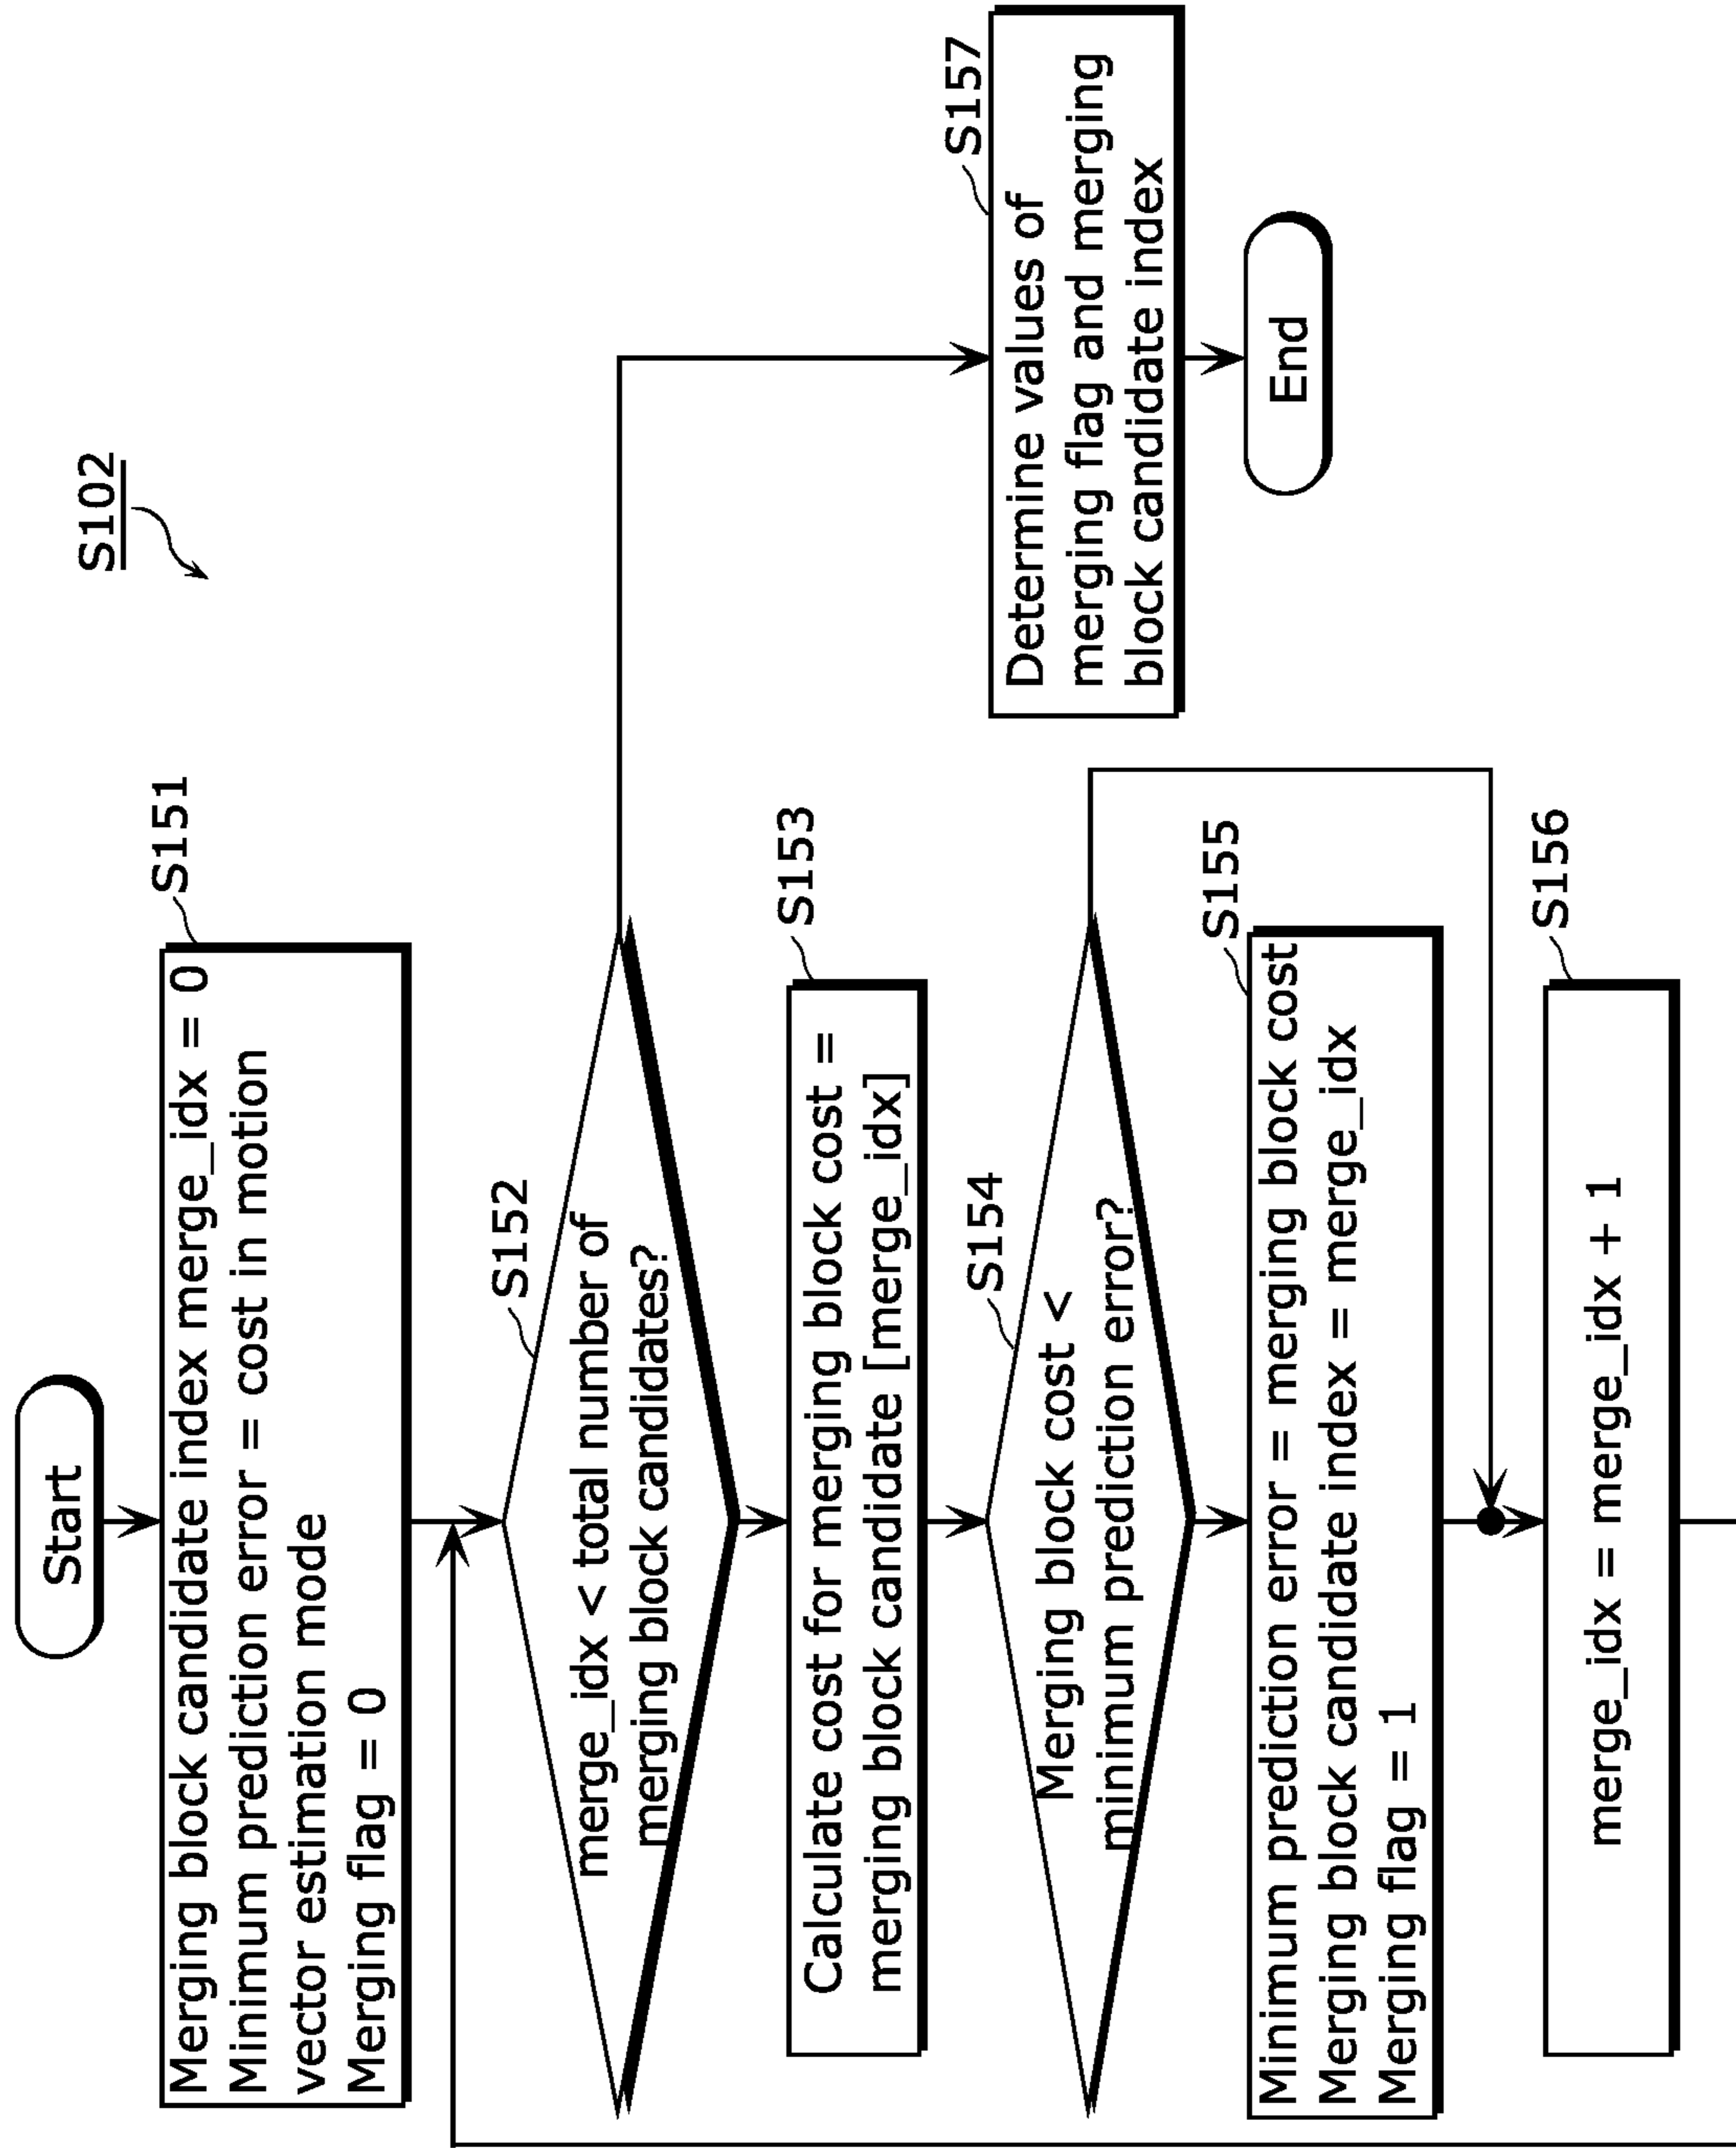 S102
Start
S151
Merging block candidate index merge_idx = 0
Minimum prediction error = cost in motion
vector estimation mode
Merging flag = 0
S152
merge_idx < total number of
merging block candidates?
S153
Calculate cost for merging block cost =
merging block candidate [merge_idx]
S154
Merging block cost <
minimum prediction error?
S155
Minimum prediction error = merging block cost
Merging block candidate index = merge_idx
Merging flag = 1
S156
merge_idx = merge_idx + 1
S157
Determine values of
merging flag and merging
block candidate index
End